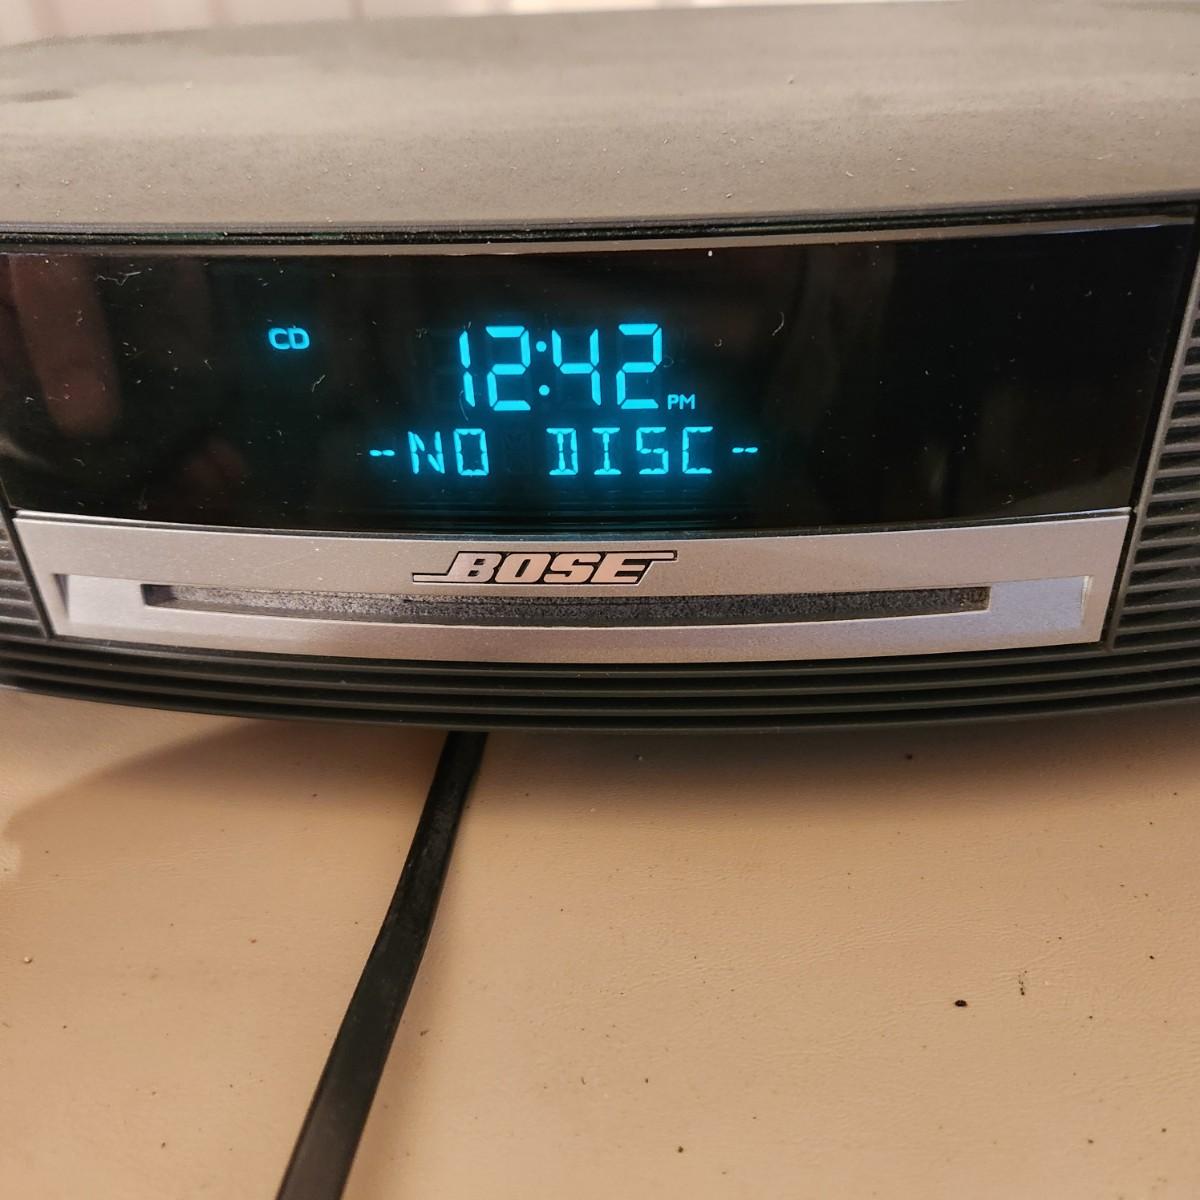 CD
12:42 PM
-NO DISC-
BOSE